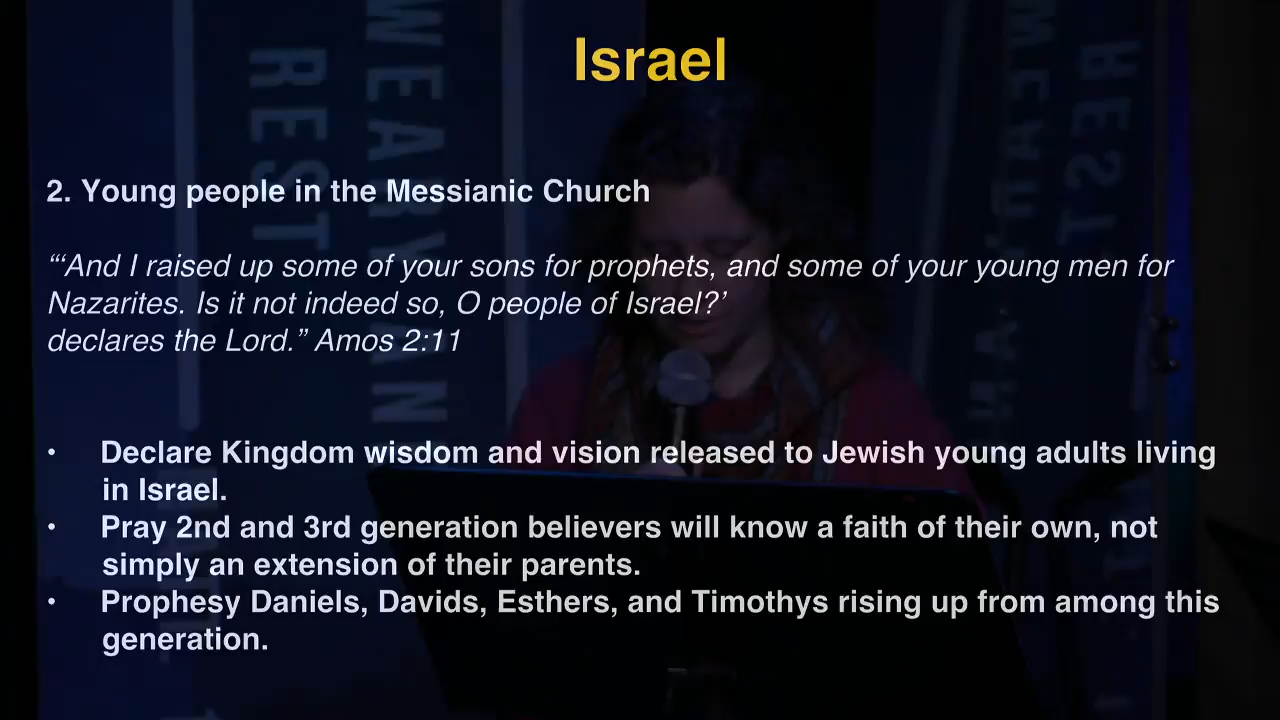 Israel
2. Young people in the Messianic Church
“‘And I raised up some of your sons for prophets, and some of your young men for
Nazarites. Is it not indeed so, O people of Israel?’
declares the Lord.” Amos 2:11
• Declare Kingdom wisdom and vision released to Jewish young adults living
in Israel.
• Pray 2nd and 3rd generation believers will know a faith of their own, not
simply an extension of their parents.
• Prophesy Daniels, Davids, Esthers, and Timothys rising up from among this
generation.
REST
WEARY AN
REST